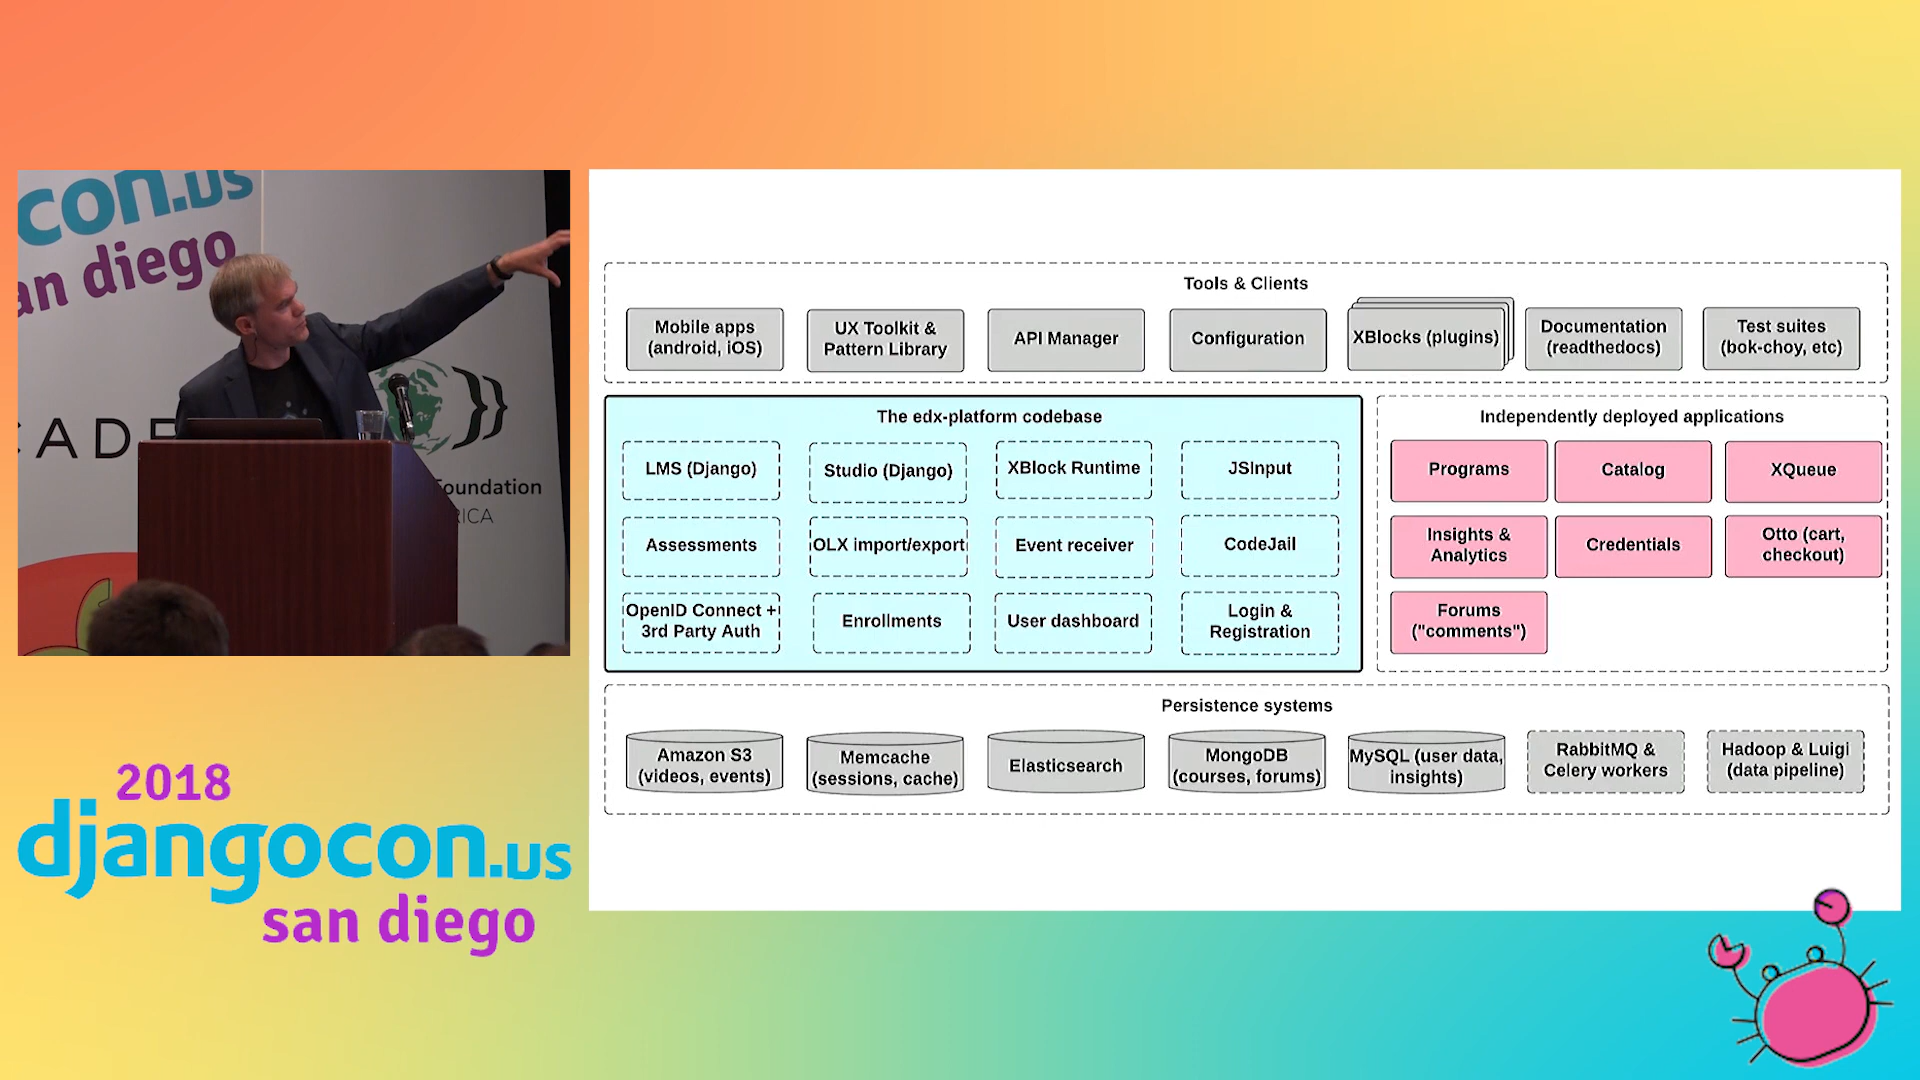 con.us
an diego
CADE
Foundation
RICA
2018
djangocon.us
san diego
Tools & Clients
Mobile apps
(android, iOS)
UX Toolkit &
Pattern Library
API Manager
Configuration
XBlocks (plugins)
Documentation
(readthedocs)
Test suites
(bok-choy, etc)
The edx-platform codebase
LMS (Django)
Studio (Django)
XBlock Runtime
JSInput
Assessments
OLX import/export
Event receiver
CodeJail
OpenID Connect +
3rd Party Auth
Enrollments
User dashboard
Login &
Registration
Independently deployed applications
Programs
Catalog
XQueue
Insights &
Analytics
Credentials
Otto (cart,
checkout)
Forums
("comments")
Persistence systems
Amazon S3
(videos, events)
Memcache
(sessions, cache)
Elasticsearch
MongoDB
(courses, forums)
MySQL (user data,
insights)
RabbitMQ &
Celery workers
Hadoop & Luigi
(data pipeline)